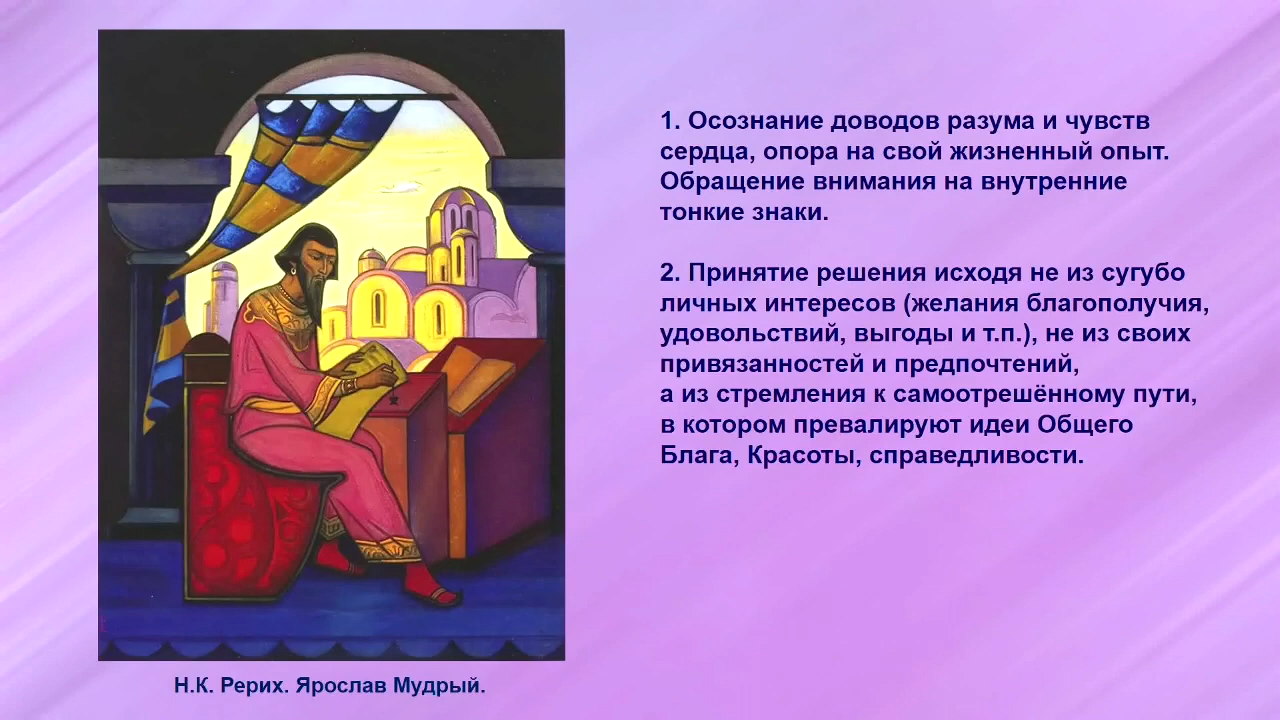 1. Осознание доводов разума и чувств
сердца, опора на свой жизненный опыт.
Обращение внимания на внутренние
тонкие знаки.
2. Принятие решения исходя не из сугубо
личных интересов (желания благополучия,
удовольствий, выгоды и т.п.), не из своих
привязанностей и предпочтений,
а из стремления к самоотрешённому пути,
в котором превалируют идеи Общего
Блага, Красоты, справедливости.
Н.К. Рерих. Ярослав Мудрый.